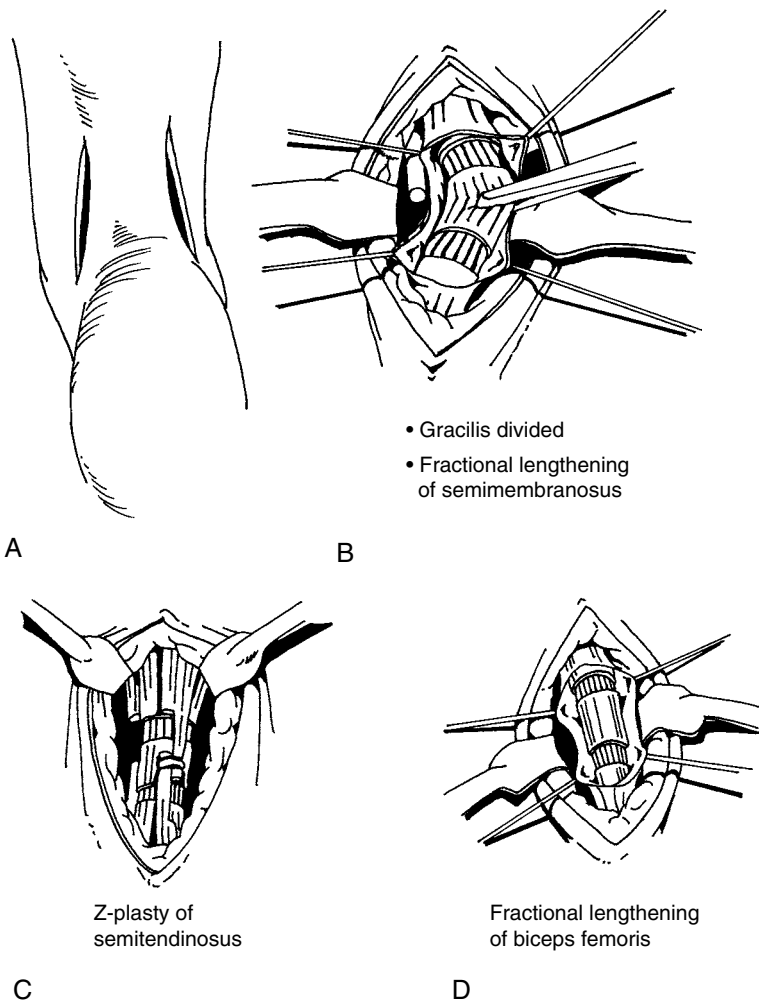 • Gracilis divided
• Fractional lengthening
of semimembranosus
A
B
Z-plasty of
semitendinosus
Fractional lengthening
of biceps femoris
C
D